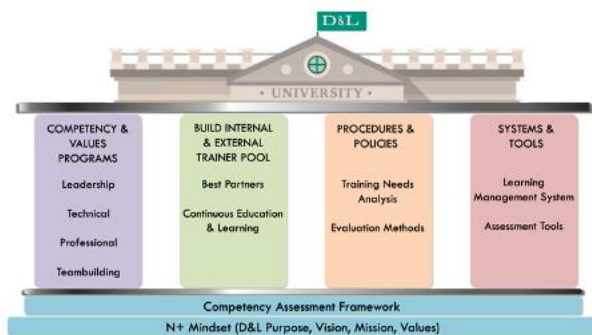 D&L
• UNIVERSITY •
COMPETENCY &
VALUES
PROGRAMS
Leadership
Technical
Professional
Teambuilding
BUILD INTERNAL
& EXTERNAL
TRAINER POOL
Best Partners
Continuous Education
& Learning
PROCEDURES &
POLICIES
Training Needs
Analysis
Evaluation Methods
SYSTEMS &
TOOLS
Learning
Management System
Assessment Tools
Competency Assessment Framework
N+ Mindset (D&L Purpose, Vision, Mission, Values)